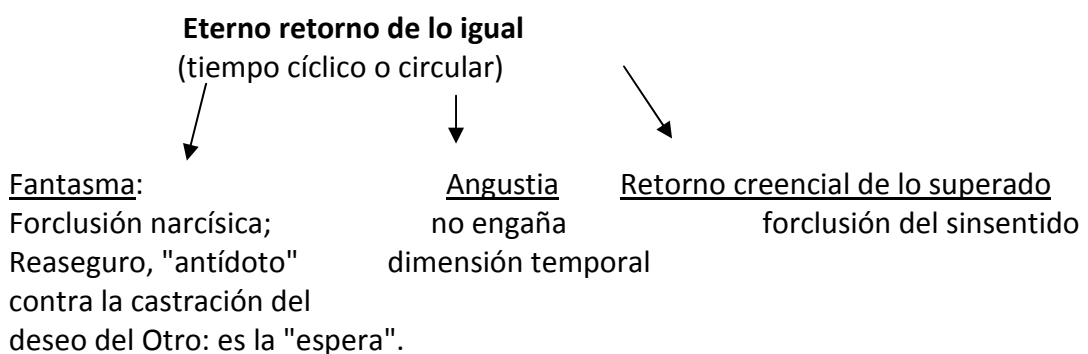 Eterno retorno de lo igual
(tiempo cíclico o circular)
Fantasma: Angustia Retorno creencial de lo superado
Forclusión narcísica; no engaña forclusión del sinsentido
Reaseguro, "antídoto" dimensión temporal
contra la castración del
deseo del Otro: es la "espera".